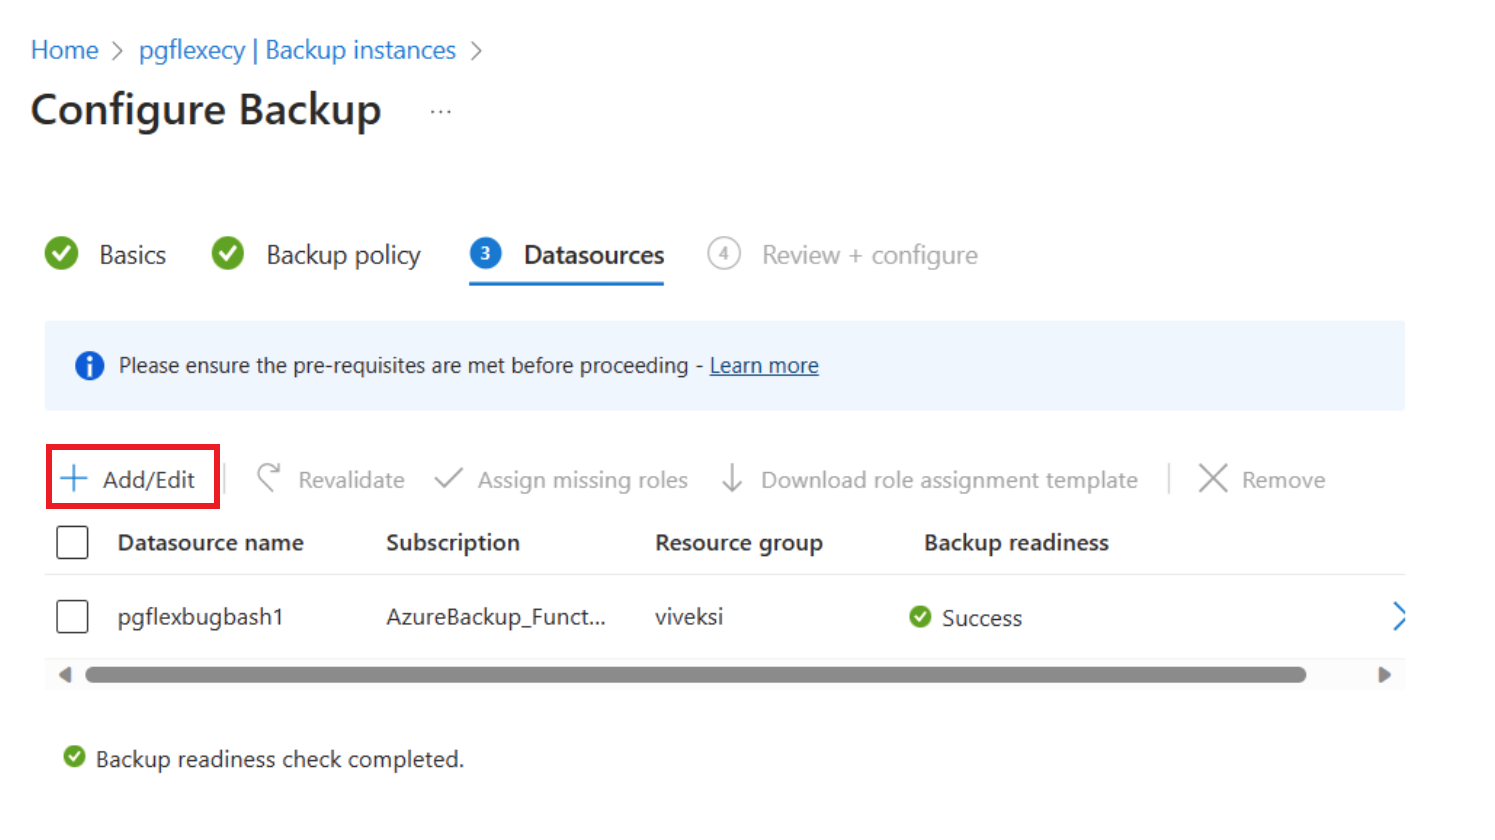 Home > pgflexecy | Backup instances >
Configure Backup ...
Basics Backup policy 3 Datasources 4 Review + configure
Please ensure the pre-requisites are met before proceeding - Learn more
Add/Edit Revalidate Assign missing roles Download role assignment template Remove
Datasource name Subscription Resource group Backup readiness
pgflexbugbash1 AzureBackup_Funct... viveksi Success
Backup readiness check completed.